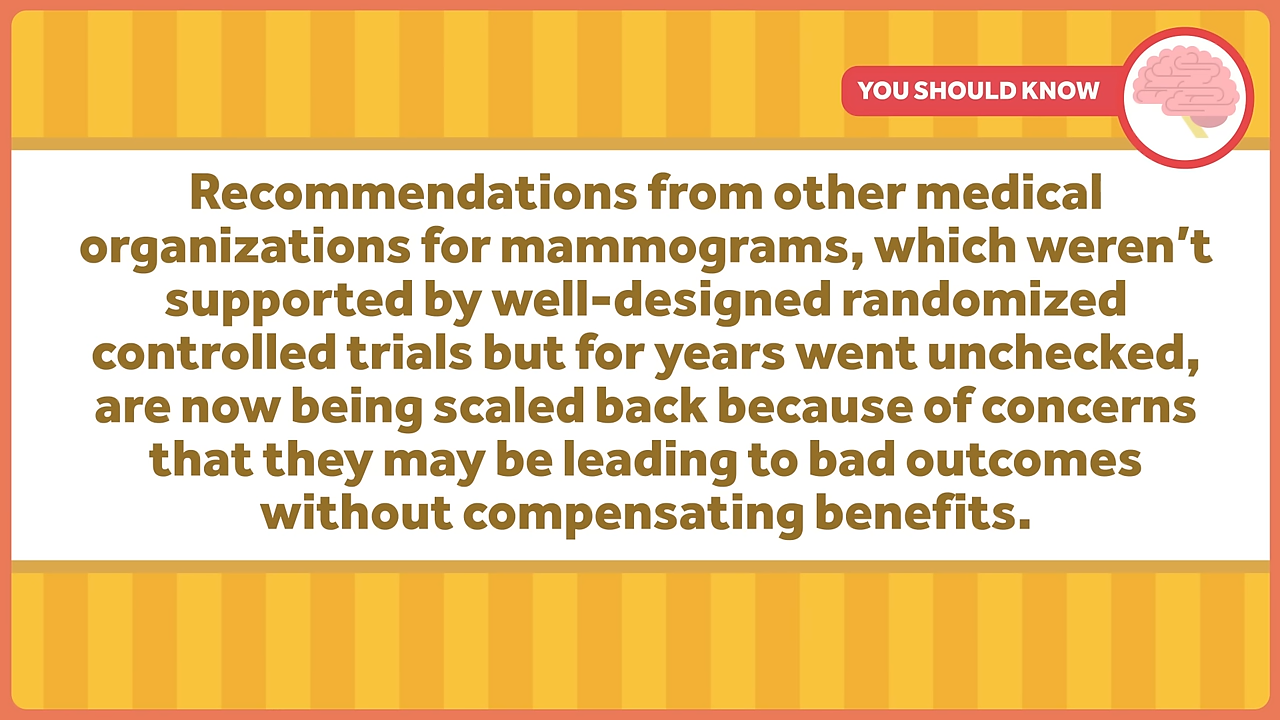 YOU SHOULD KNOW
Recommendations from other medical
organizations for mammograms, which weren't
supported by well-designed randomized
controlled trials but for years went unchecked,
are now being scaled back because of concerns
that they may be leading to bad outcomes
without compensating benefits.